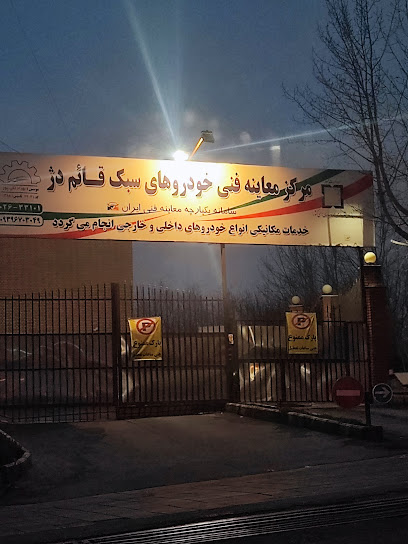 مرکز معاینه فنی خودروهای سبک قائم دژ
سامانه یکپارچه معاینه فنی ایران
خدمات مکانیکی انواع خودروهای داخلی و خارجی انجام می گردد
پارک ممنوع
پارک ممنوع